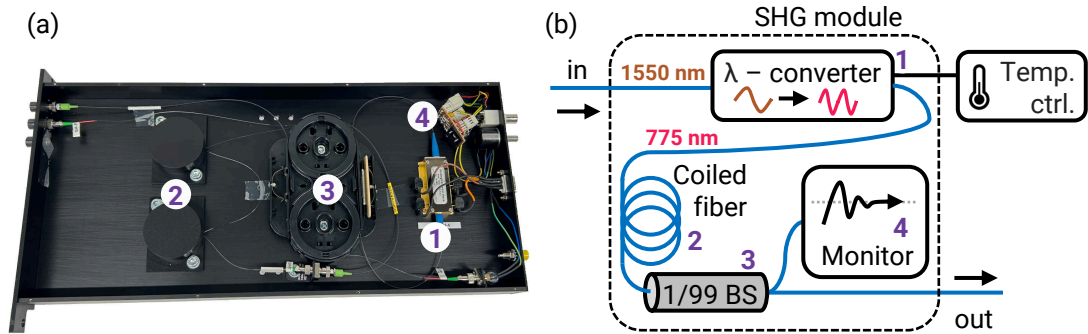 (a)
4
2
3
1
(b)
SHG module
in
1550 nm
λ – converter
1
Temp.
ctrl.
775 nm
Coiled
fiber
2
4
Monitor
3
1/99 BS
out